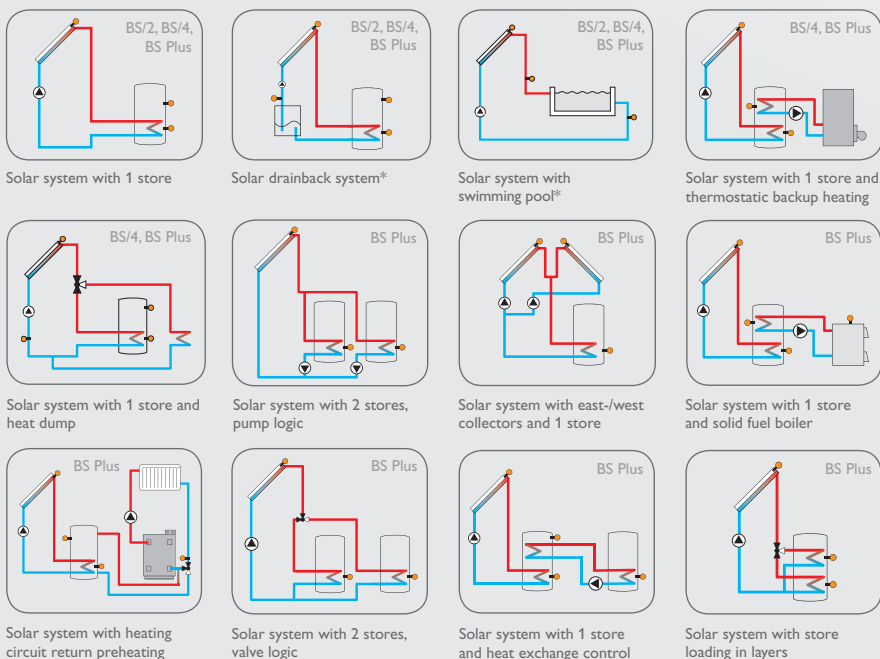 BS/2, BS/4,
BS Plus
Solar system with 1 store
BS/2, BS/4,
BS Plus
Solar drainback system*
BS/2, BS/4,
BS Plus
Solar system with
swimming pool*
BS/4, BS Plus
Solar system with 1 store and
thermostatic backup heating
BS/4, BS Plus
Solar system with 1 store and
heat dump
BS Plus
Solar system with 2 stores,
pump logic
BS Plus
Solar system with east-/west
collectors and 1 store
BS Plus
Solar system with 1 store
and solid fuel boiler
BS Plus
Solar system with heating
circuit return preheating
BS Plus
Solar system with 2 stores,
valve logic
BS Plus
Solar system with 1 store
and heat exchange control
BS Plus
Solar system with store
loading in layers